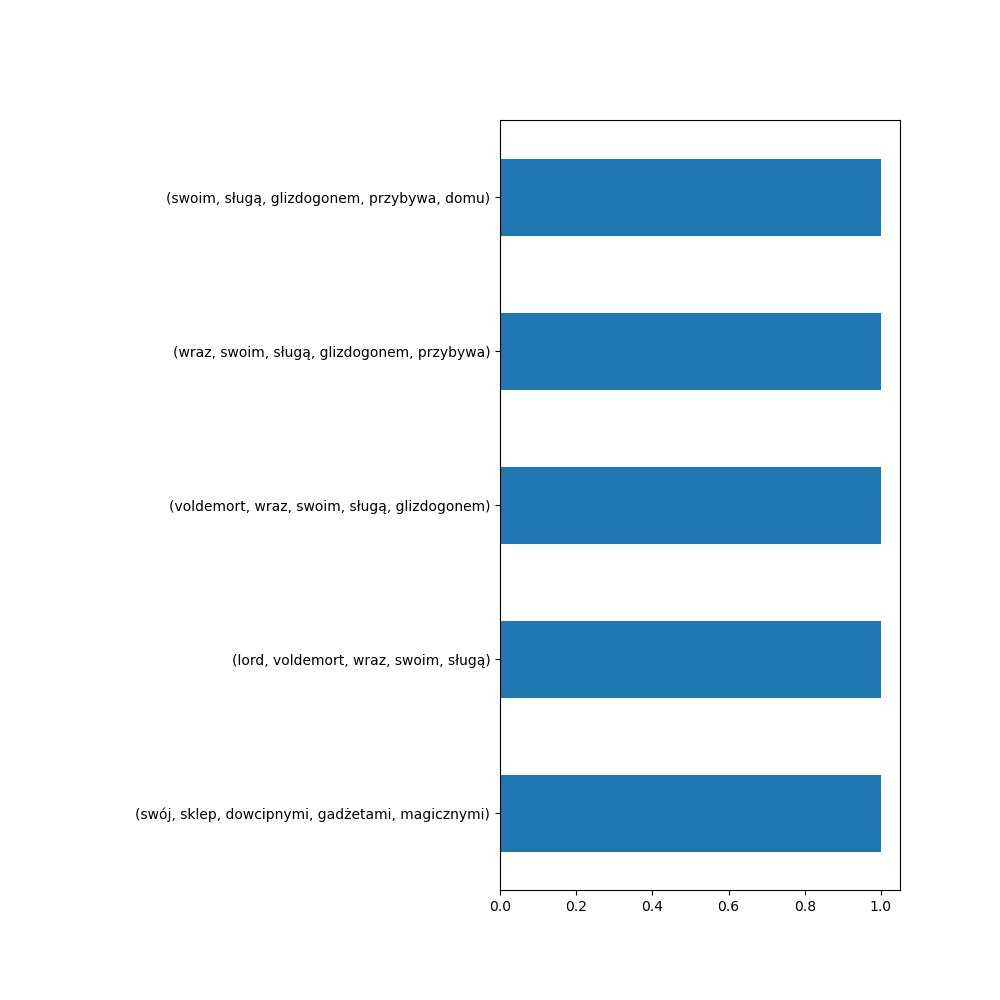 (swoim, sługą, glizdogonem, przybywa, domu)
(wraz, swoim, sługą, glizdogonem, przybywa)
(voldemort, wraz, swoim, sługą, glizdogonem)
(lord, voldemort, wraz, swoim, sługą)
(swój, sklep, dowcipnymi, gadżetami, magicznymi)
0.0 0.2 0.4 0.6 0.8 1.0